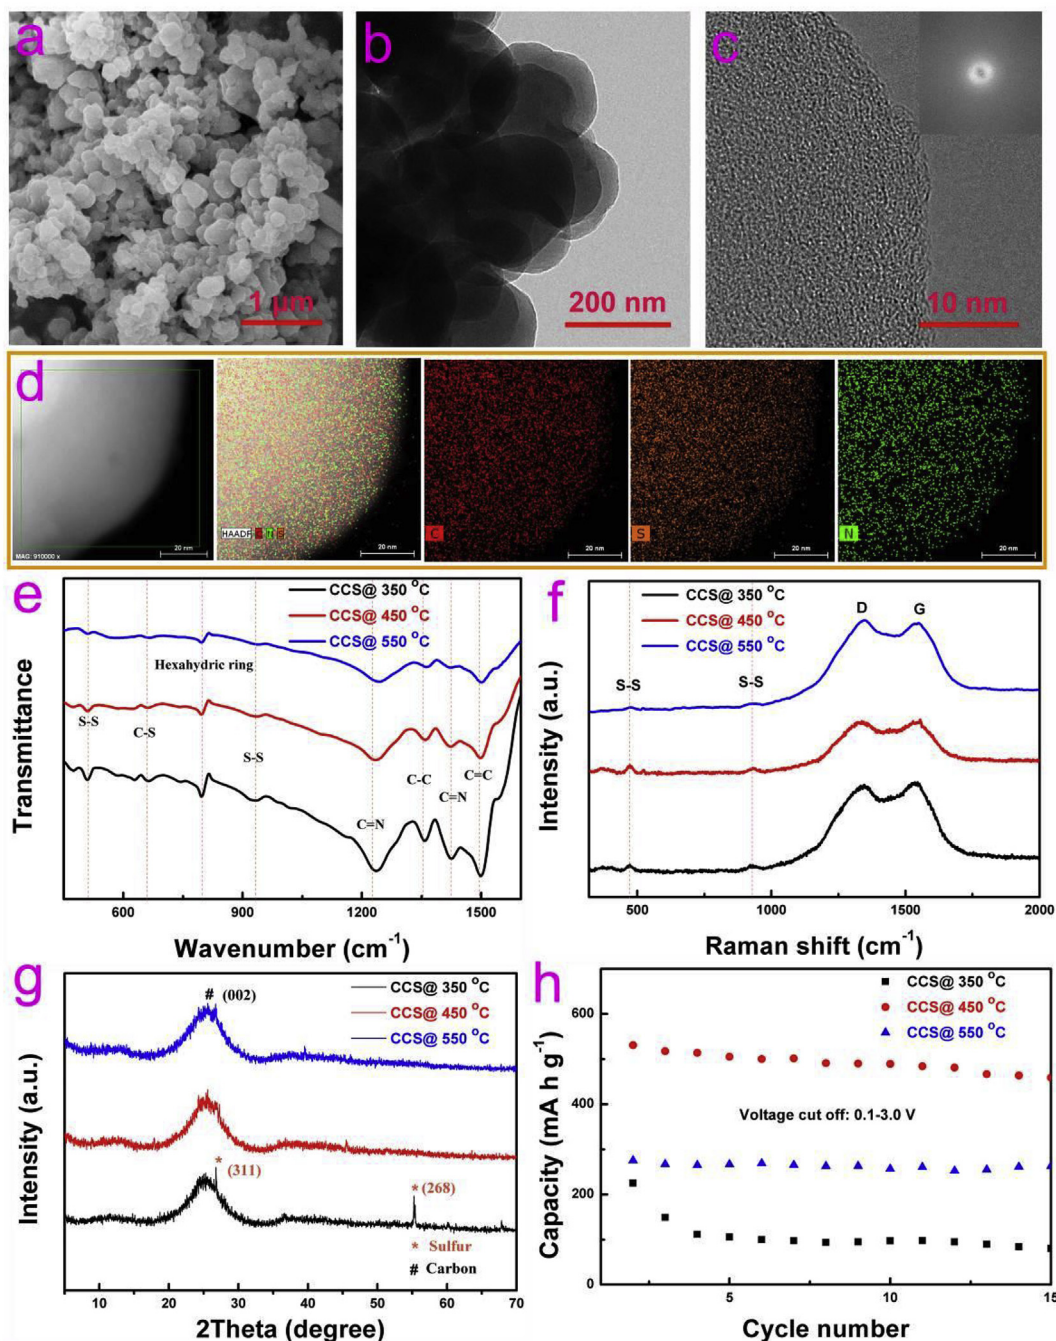 a
1 μm
b
200 nm
c
10 nm
d
MAG: 910000 x
20 nm
HAADF C N S
20 nm
C
20 nm
S
20 nm
N
20 nm
e
CCS@ 350 °C
CCS@ 450 °C
CCS@ 550 °C
Hexahydric ring
S-S
C-S
S-S
C=N
C-C
C=N
C=C
Transmittance
600 900 1200 1500
Wavenumber (cm⁻¹)
f
CCS@ 350 °C
CCS@ 450 °C
CCS@ 550 °C
D G
S-S S-S
Intensity (a.u.)
500 1000 1500 2000
Raman shift (cm⁻¹)
g
# (002)
CCS@ 350 °C
CCS@ 450 °C
CCS@ 550 °C
* (311)
* (268)
* Sulfur
# Carbon
Intensity (a.u.)
10 20 30 40 50 60 70
2Theta (degree)
h
CCS@ 350 °C
CCS@ 450 °C
CCS@ 550 °C
Voltage cut off: 0.1-3.0 V
600
400
200
0
Capacity (mA h g⁻¹)
5 10 15
Cycle number